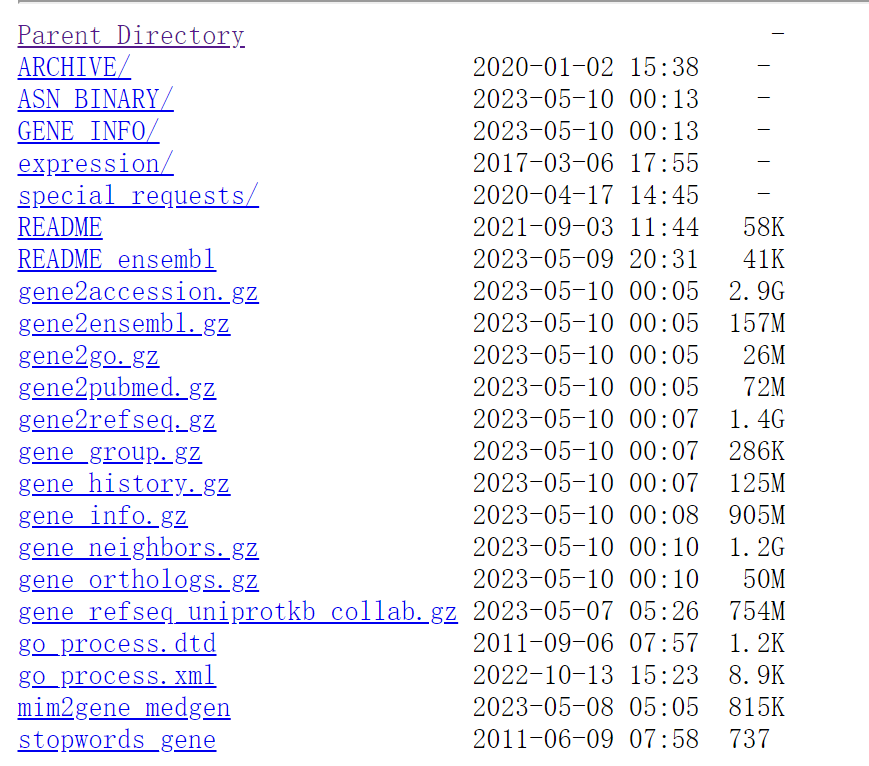 Parent Directory -
ARCHIVE/ 2020-01-02 15:38 -
ASN_BINARY/ 2023-05-10 00:13 -
GENE_INFO/ 2023-05-10 00:13 -
expression/ 2017-03-06 17:55 -
special_requests/ 2020-04-17 14:45 -
README 2021-09-03 11:44 58K
README_ensembl 2023-05-09 20:31 41K
gene2accession.gz 2023-05-10 00:05 2.9G
gene2ensembl.gz 2023-05-10 00:05 157M
gene2go.gz 2023-05-10 00:05 26M
gene2pubmed.gz 2023-05-10 00:05 72M
gene2refseq.gz 2023-05-10 00:07 1.4G
gene_group.gz 2023-05-10 00:07 286K
gene_history.gz 2023-05-10 00:07 125M
gene_info.gz 2023-05-10 00:08 905M
gene_neighbors.gz 2023-05-10 00:10 1.2G
gene_orthologs.gz 2023-05-10 00:10 50M
gene_refseq_uniprotkb_collab.gz 2023-05-07 05:26 754M
go_process.dtd 2011-09-06 07:57 1.2K
go_process.xml 2022-10-13 15:23 8.9K
mim2gene_medgen 2023-05-08 05:05 815K
stopwords_gene 2011-06-09 07:58 737